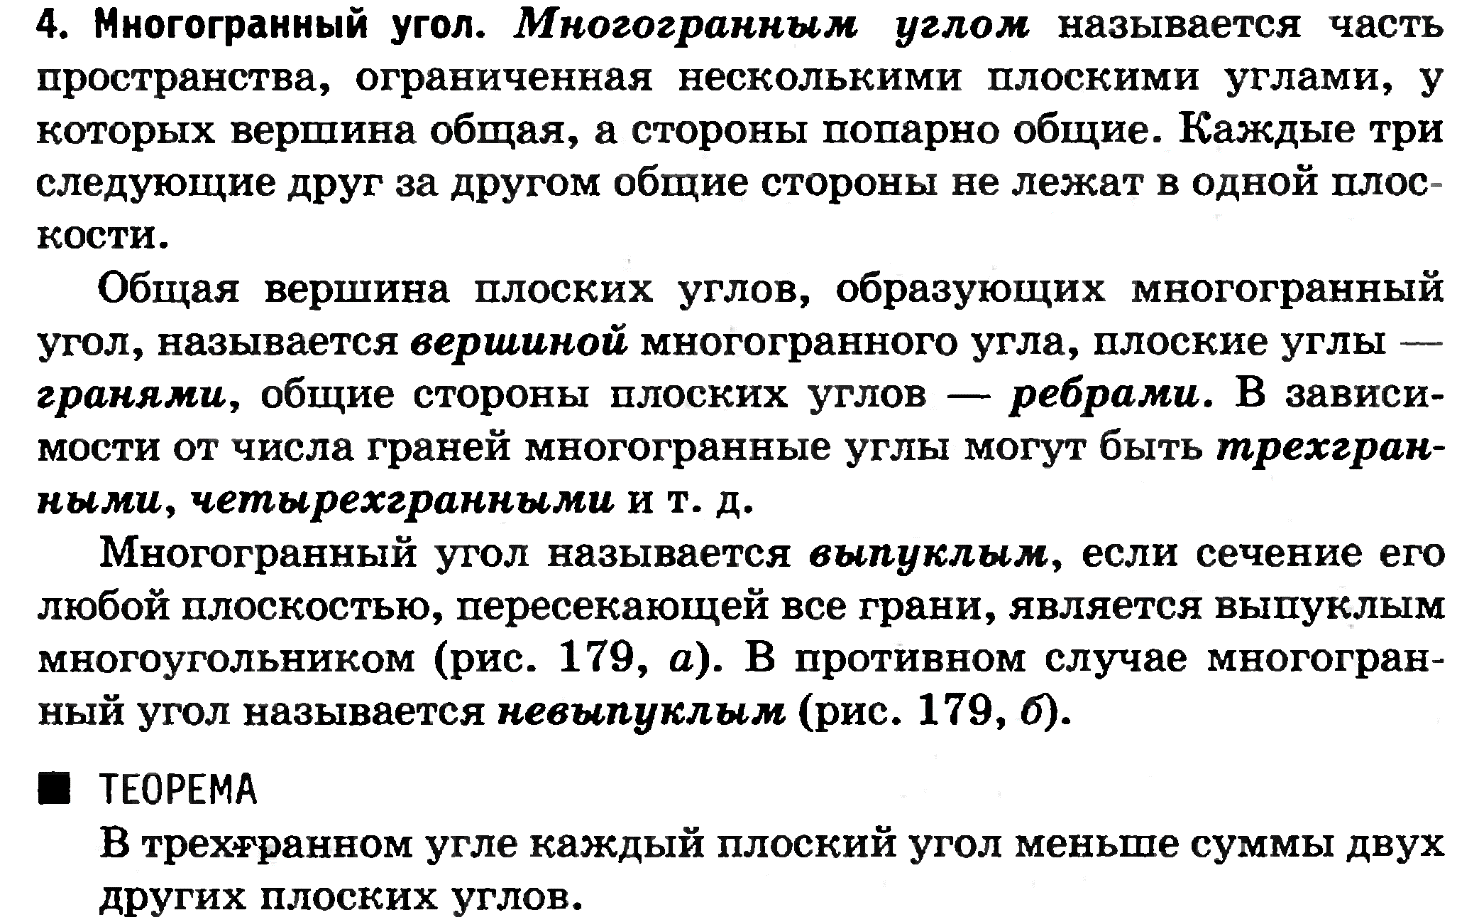 4. Многогранный угол. Многогранным углом называется часть
пространства, ограниченная несколькими плоскими углами, у
которых вершина общая, а стороны попарно общие. Каждые три
следующие друг за другом общие стороны не лежат в одной плос-
кости.
Общая вершина плоских углов, образующих многогранный
угол, называется вершиной многогранного угла, плоские углы —
гранями, общие стороны плоских углов — ребрами. В зависи-
мости от числа граней многогранные углы могут быть трехгран-
ными, четырехгранными и т. д.
Многогранный угол называется выпуклым, если сечение его
любой плоскостью, пересекающей все грани, является выпуклым
многоугольником (рис. 179, а). В противном случае многогран-
ный угол называется невыпуклым (рис. 179, б).
■ ТЕОРЕМА
В трехгранном угле каждый плоский угол меньше суммы двух
других плоских углов.